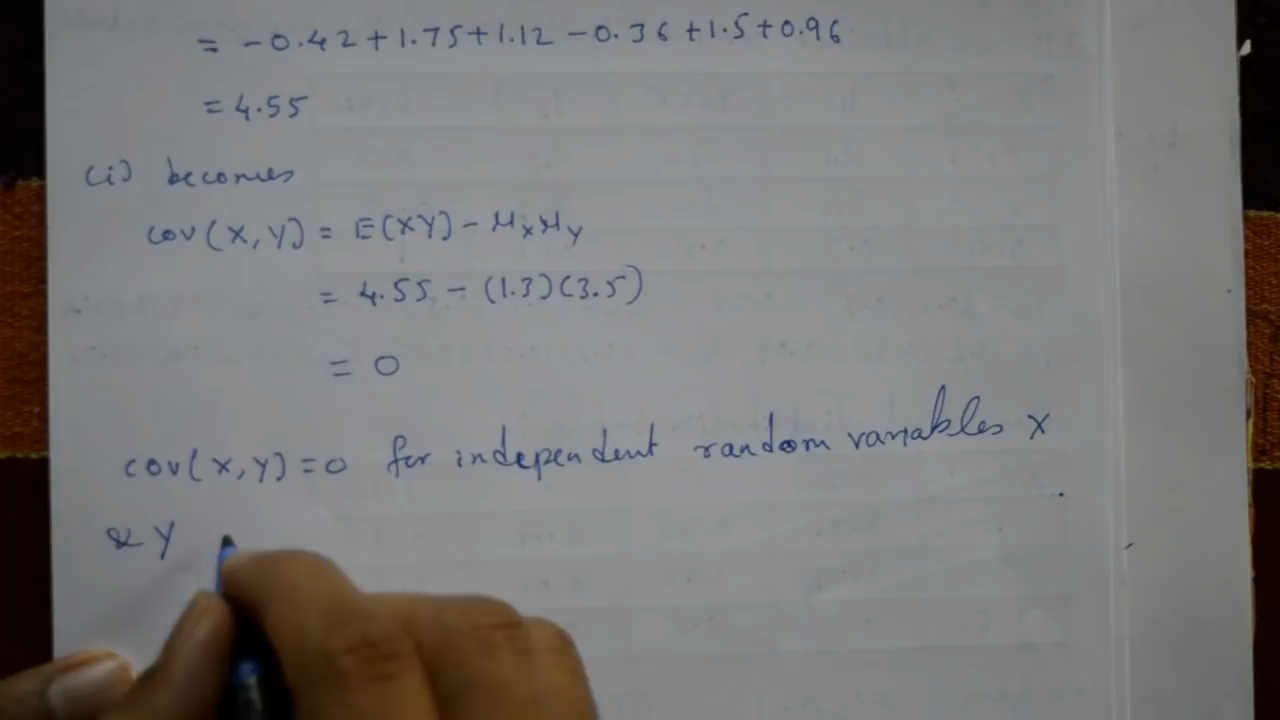 = -0.42+1.75+1.12-0.36+1.5+0.96
= 4.55
(i) becomes
cov(X,Y) = E(XY) - μxμy
= 4.55 - (1.3)(3.5)
= 0
cov(X,Y)=0 for independent random variables X
& Y